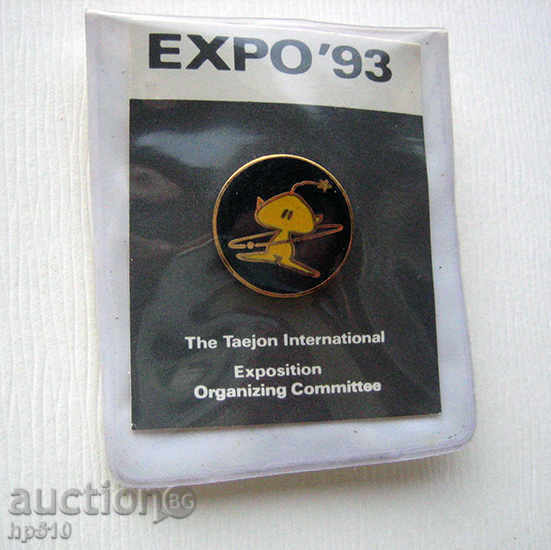 EXPO'93
The Taejon International
Exposition
Organizing Committee
auction BG
hp510